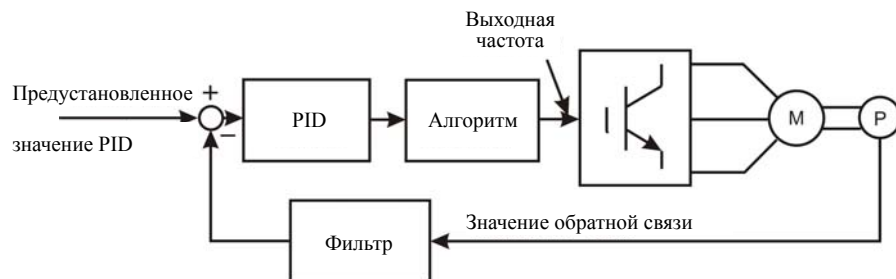 Выходная
частота
Предустановленное
значение PID
+
−
PID
Алгоритм
M
P
Значение обратной связи
Фильтр